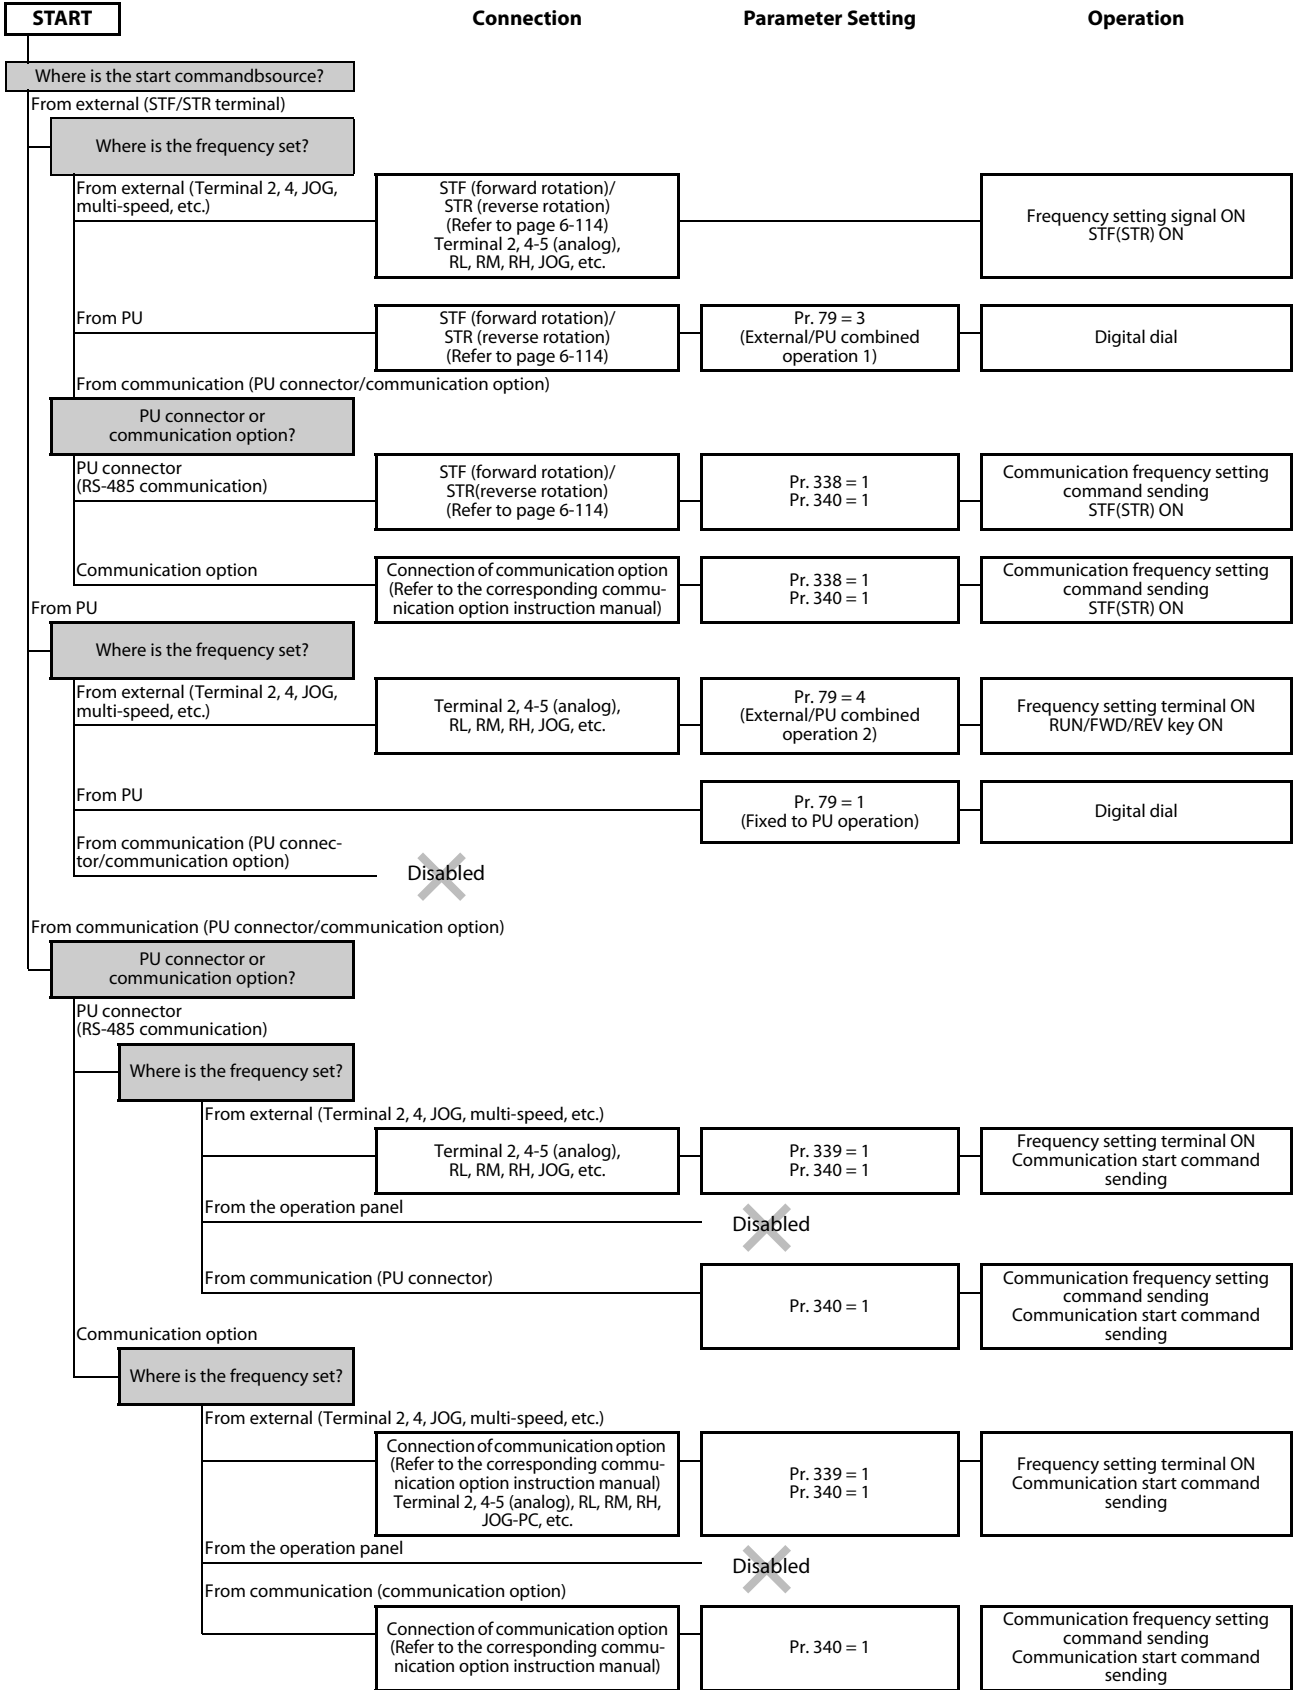 START
Connection
Parameter Setting
Operation
Where is the start commandbsource?
From external (STF/STR terminal)
Where is the frequency set?
From external (Terminal 2, 4, JOG,
multi-speed, etc.)
STF (forward rotation)/
STR (reverse rotation)
(Refer to page 6-114)
Terminal 2, 4-5 (analog),
RL, RM, RH, JOG, etc.
Frequency setting signal ON
STF(STR) ON
From PU
STF (forward rotation)/
STR (reverse rotation)
(Refer to page 6-114)
Pr. 79 = 3
(External/PU combined
operation 1)
Digital dial
From communication (PU connector/communication option)
PU connector or
communication option?
PU connector
(RS-485 communication)
STF (forward rotation)/
STR(reverse rotation)
(Refer to page 6-114)
Pr. 338 = 1
Pr. 340 = 1
Communication frequency setting
command sending
STF(STR) ON
Communication option
Connection of communication option
(Refer to the corresponding commu-
nication option instruction manual)
Pr. 338 = 1
Pr. 340 = 1
Communication frequency setting
command sending
STF(STR) ON
From PU
Where is the frequency set?
From external (Terminal 2, 4, JOG,
multi-speed, etc.)
Terminal 2, 4-5 (analog),
RL, RM, RH, JOG, etc.
Pr. 79 = 4
(External/PU combined
operation 2)
Frequency setting terminal ON
RUN/FWD/REV key ON
From PU
Pr. 79 = 1
(Fixed to PU operation)
Digital dial
From communication (PU connec-
tor/communication option)
Disabled
From communication (PU connector/communication option)
PU connector or
communication option?
PU connector
(RS-485 communication)
Where is the frequency set?
From external (Terminal 2, 4, JOG, multi-speed, etc.)
Terminal 2, 4-5 (analog),
RL, RM, RH, JOG, etc.
Pr. 339 = 1
Pr. 340 = 1
Frequency setting terminal ON
Communication start command
sending
From the operation panel
Disabled
From communication (PU connector)
Pr. 340 = 1
Communication frequency setting
command sending
Communication start command
sending
Communication option
Where is the frequency set?
From external (Terminal 2, 4, JOG, multi-speed, etc.)
Connection of communication option
(Refer to the corresponding commu-
nication option instruction manual)
Terminal 2, 4-5 (analog), RL, RM, RH,
JOG-PC, etc.
Pr. 339 = 1
Pr. 340 = 1
Frequency setting terminal ON
Communication start command
sending
From the operation panel
Disabled
From communication (communication option)
Connection of communication option
(Refer to the corresponding commu-
nication option instruction manual)
Pr. 340 = 1
Communication frequency setting
command sending
Communication start command
sending